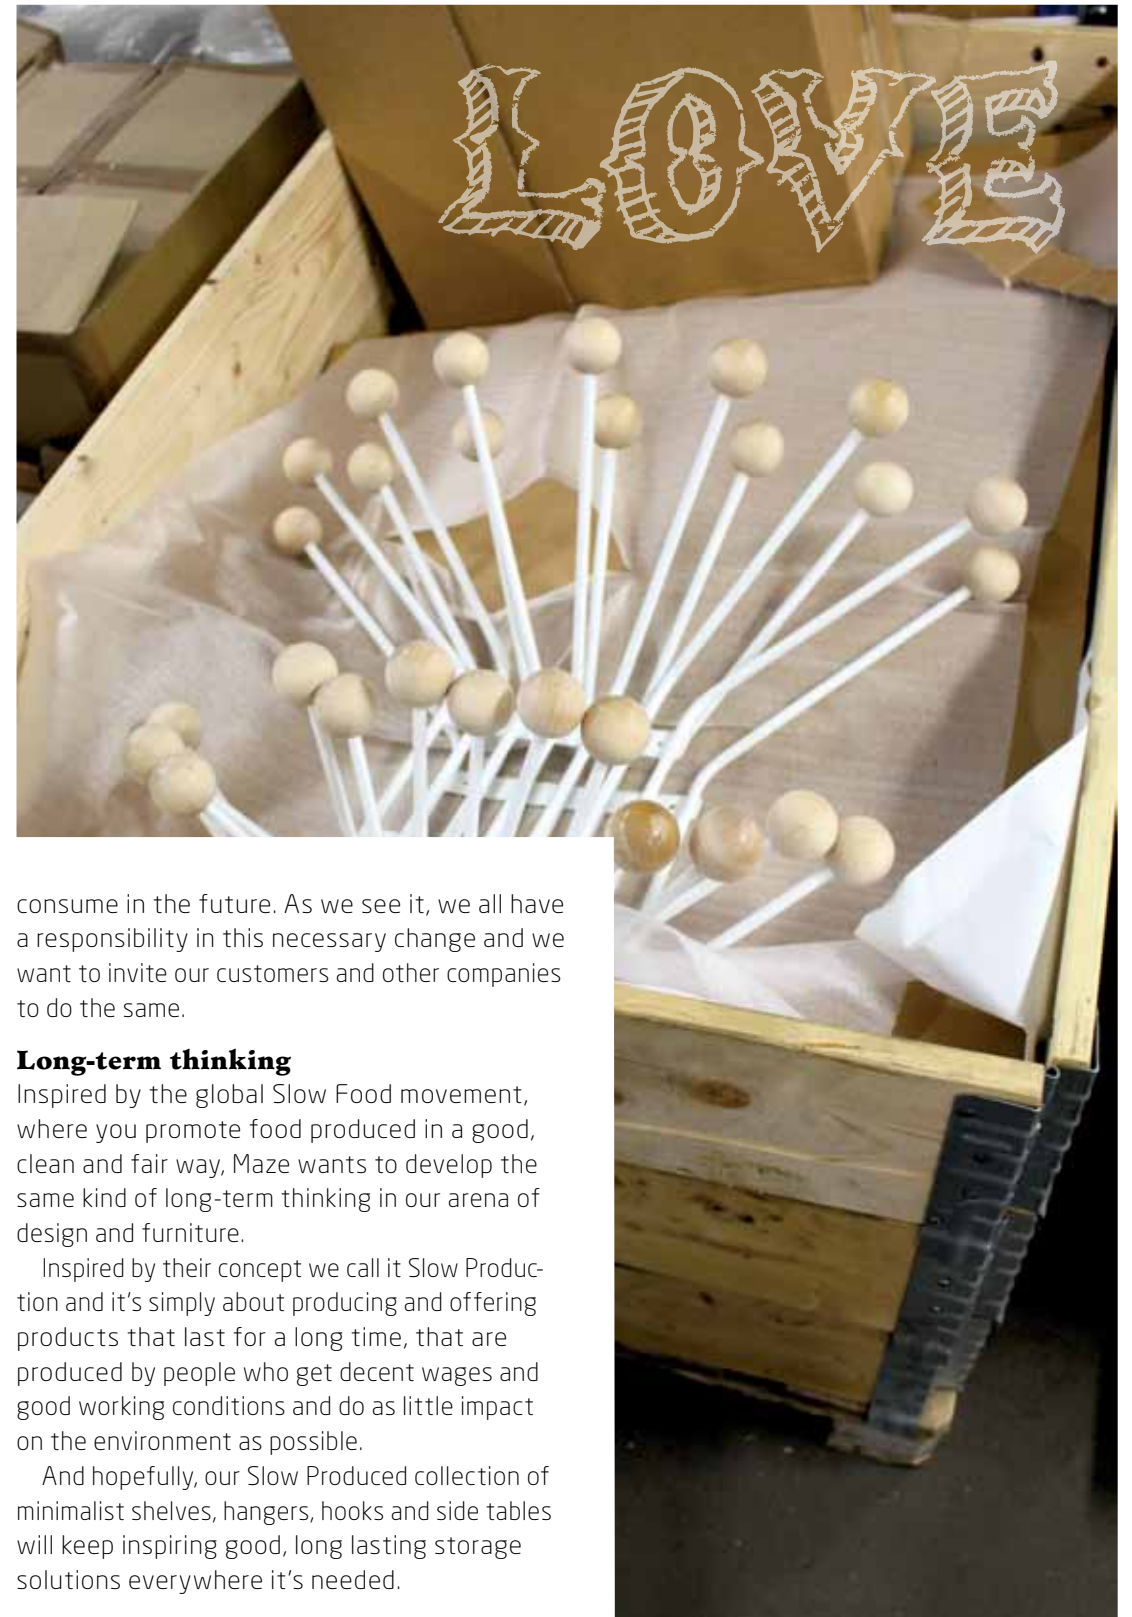 LOVE
consume in the future. As we see it, we all have
a responsibility in this necessary change and we
want to invite our customers and other companies
to do the same.
Long-term thinking
Inspired by the global Slow Food movement,
where you promote food produced in a good,
clean and fair way, Maze wants to develop the
same kind of long-term thinking in our arena of
design and furniture.
Inspired by their concept we call it Slow Produc-
tion and it's simply about producing and offering
products that last for a long time, that are
produced by people who get decent wages and
good working conditions and do as little impact
on the environment as possible.
And hopefully, our Slow Produced collection of
minimalist shelves, hangers, hooks and side tables
will keep inspiring good, long lasting storage
solutions everywhere it's needed.